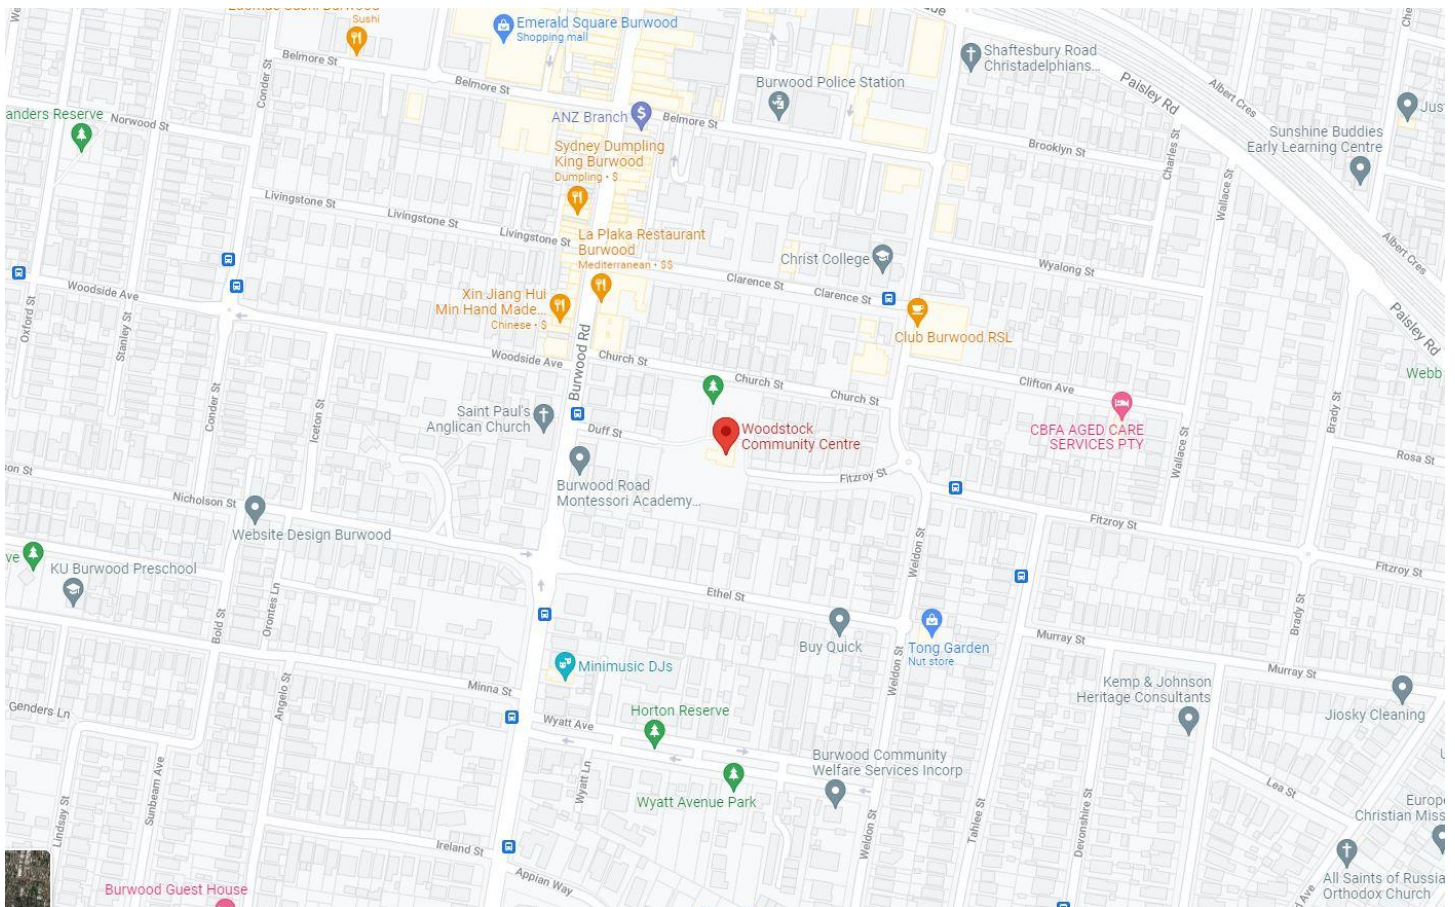 Sushi
Emerald Square Burwood
Shopping mall
Shaftesbury Road
Christadelphians...
Conder St
Belmore St
Belmore St
Burwood Police Station
Paisley Rd
Albert Cres
anders Reserve
Norwood St
ANZ Branch
Belmore St
Jus
Sydney Dumpling
King Burwood
Dumpling • $
Brooklyn St
Charles St
Sunshine Buddies
Early Learning Centre
Wallace St
Livingstone St
Livingstone St
Livingstone St
La Plaka Restaurant
Burwood
Mediterranean • $$
Christ College
Wyalong St
Albert Cres
Woodside Ave
Clarence St
Clarence St
Xin Jiang Hui
Min Hand Made...
Chinese • $
Oxford St
Stanley St
Club Burwood RSL
Paisley Rd
Burwood Rd
Woodside Ave
Church St
Church St
Church St
Clifton Ave
Webb
Conder St
Iceton St
Saint Paul's
Anglican Church
Duff St
Woodstock
Community Centre
CBFA AGED CARE
SERVICES PTY
Brady St
Wallace St
Rosa St
son St
Nicholson St
Burwood Road
Montessori Academy...
Fitzroy St
Fitzroy St
Website Design Burwood
Weldon St
ve
KU Burwood Preschool
Fitzroy St
Bold St
Orontes Ln
Ethel St
Buy Quick
Tong Garden
Nut store
Murray St
Brady St
Minimusic DJs
Weldon St
Murray St
Minna St
Angelo St
Kemp & Johnson
Heritage Consultants
Genders Ln
Horton Reserve
Wyatt Ave
Jiosky Cleaning
Burwood Community
Welfare Services Incorp
Sunbeam Ave
Lindsay St
Wyatt Ln
Wyatt Avenue Park
Lea St
Weldon St
Tahlee St
Devonshire St
Europe
Christian Miss
Ireland St
Appian Way
Burwood Guest House
All Saints of Russia
Orthodox Church